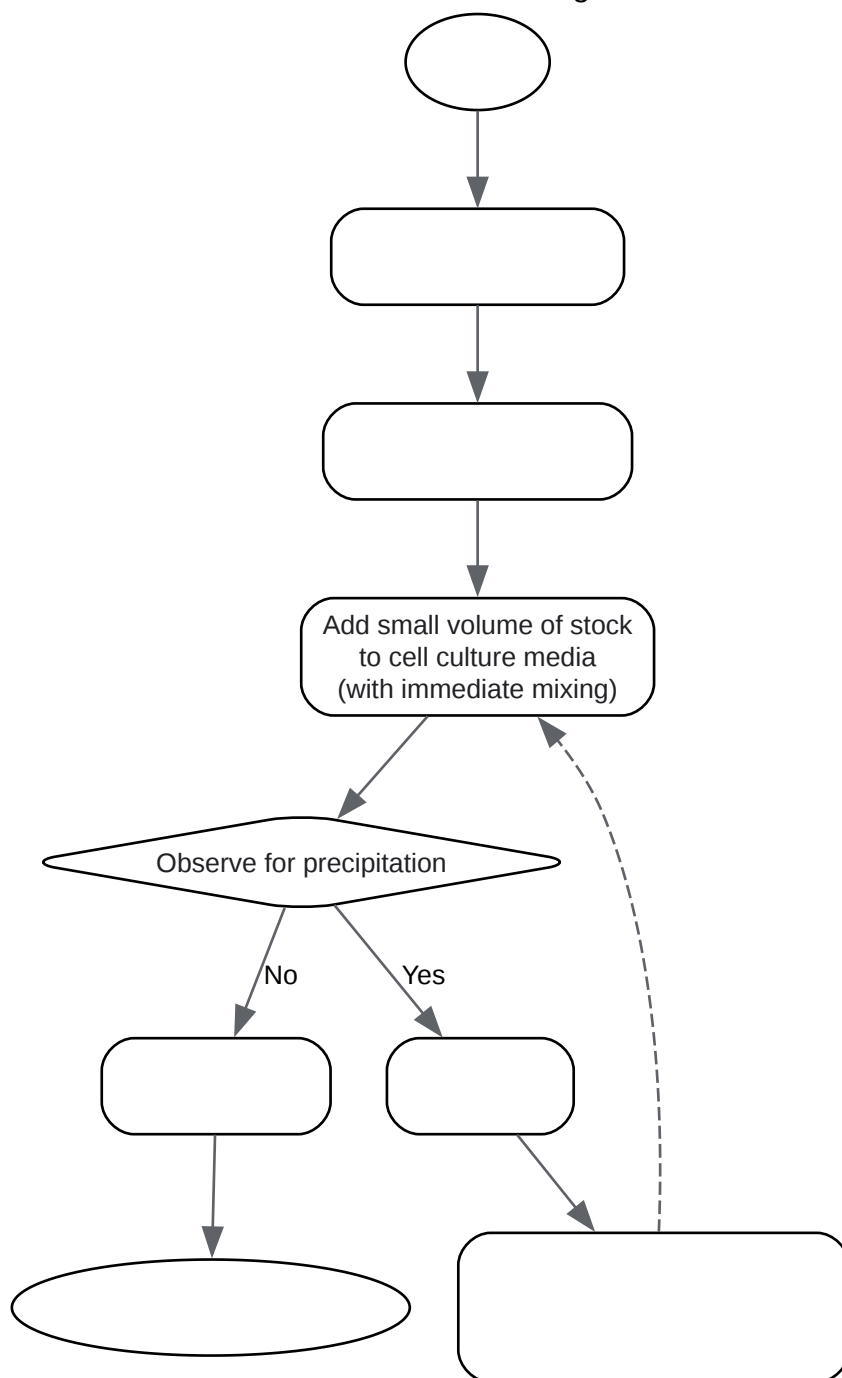 Add small volume of stock
to cell culture media
(with immediate mixing)
Observe for precipitation
No
Yes